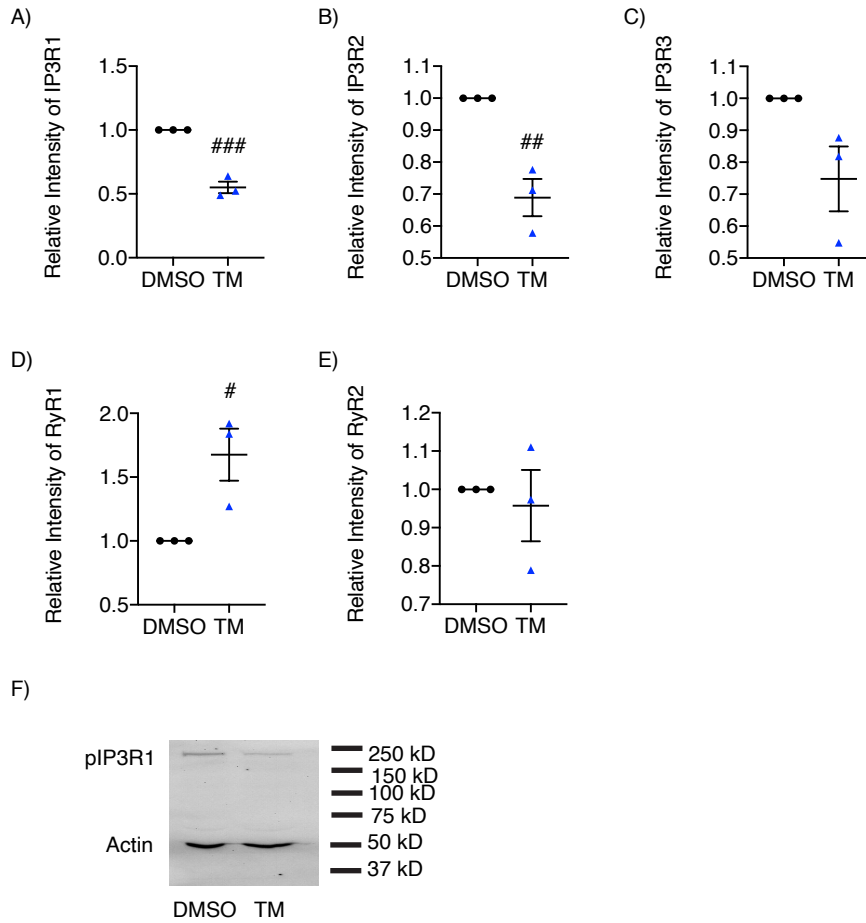 A)
Relative Intensity of IP3R1
1.5
1.0
0.5
0.0
###
DMSO TM
B)
Relative Intensity of IP3R2
1.1
1.0
0.9
0.8
0.7
0.6
0.5
##
DMSO TM
C)
Relative Intensity of IP3R3
1.1
1.0
0.9
0.8
0.7
0.6
0.5
DMSO TM
D)
Relative Intensity of RyR1
2.0
1.5
1.0
0.5
#
DMSO TM
E)
Relative Intensity of RyR2
1.2
1.1
1.0
0.9
0.8
0.7
DMSO TM
F)
pIP3R1
Actin
250 kD
150 kD
100 kD
75 kD
50 kD
37 kD
DMSO TM